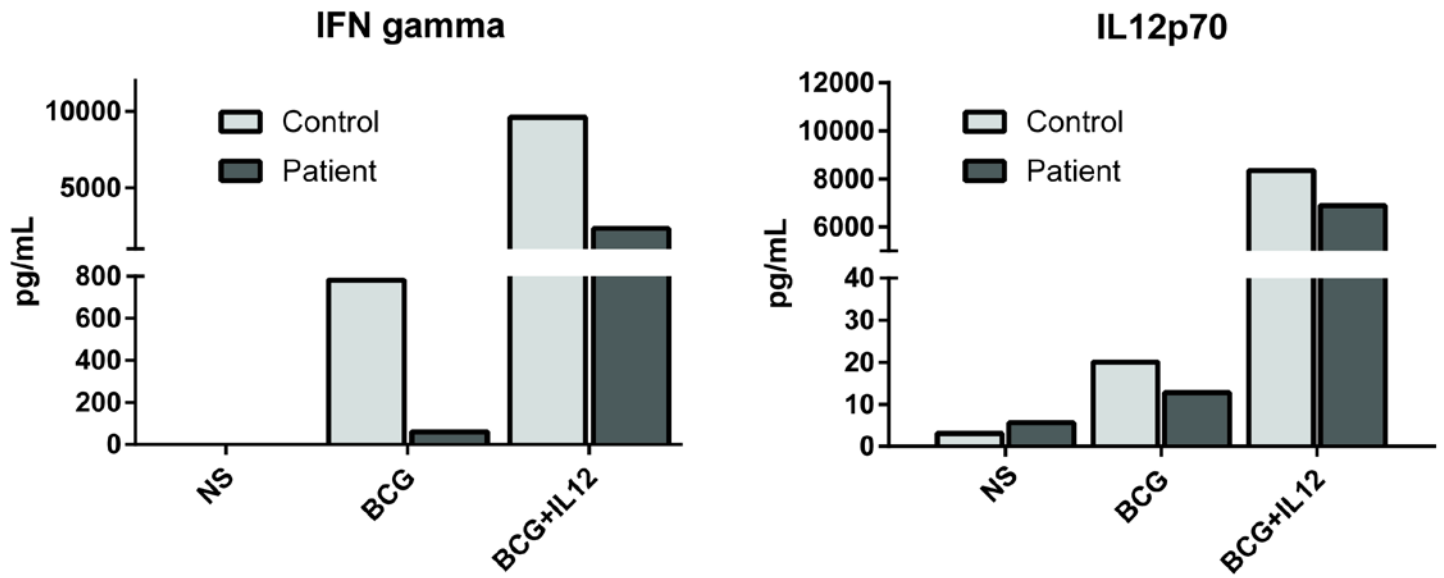 IFN gamma
pg/mL
10000
5000
800
600
400
200
0
Control
Patient
NS
BCG
BCG+IL12
IL12p70
pg/mL
12000
10000
8000
6000
40
30
20
10
0
Control
Patient
NS
BCG
BCG+IL12